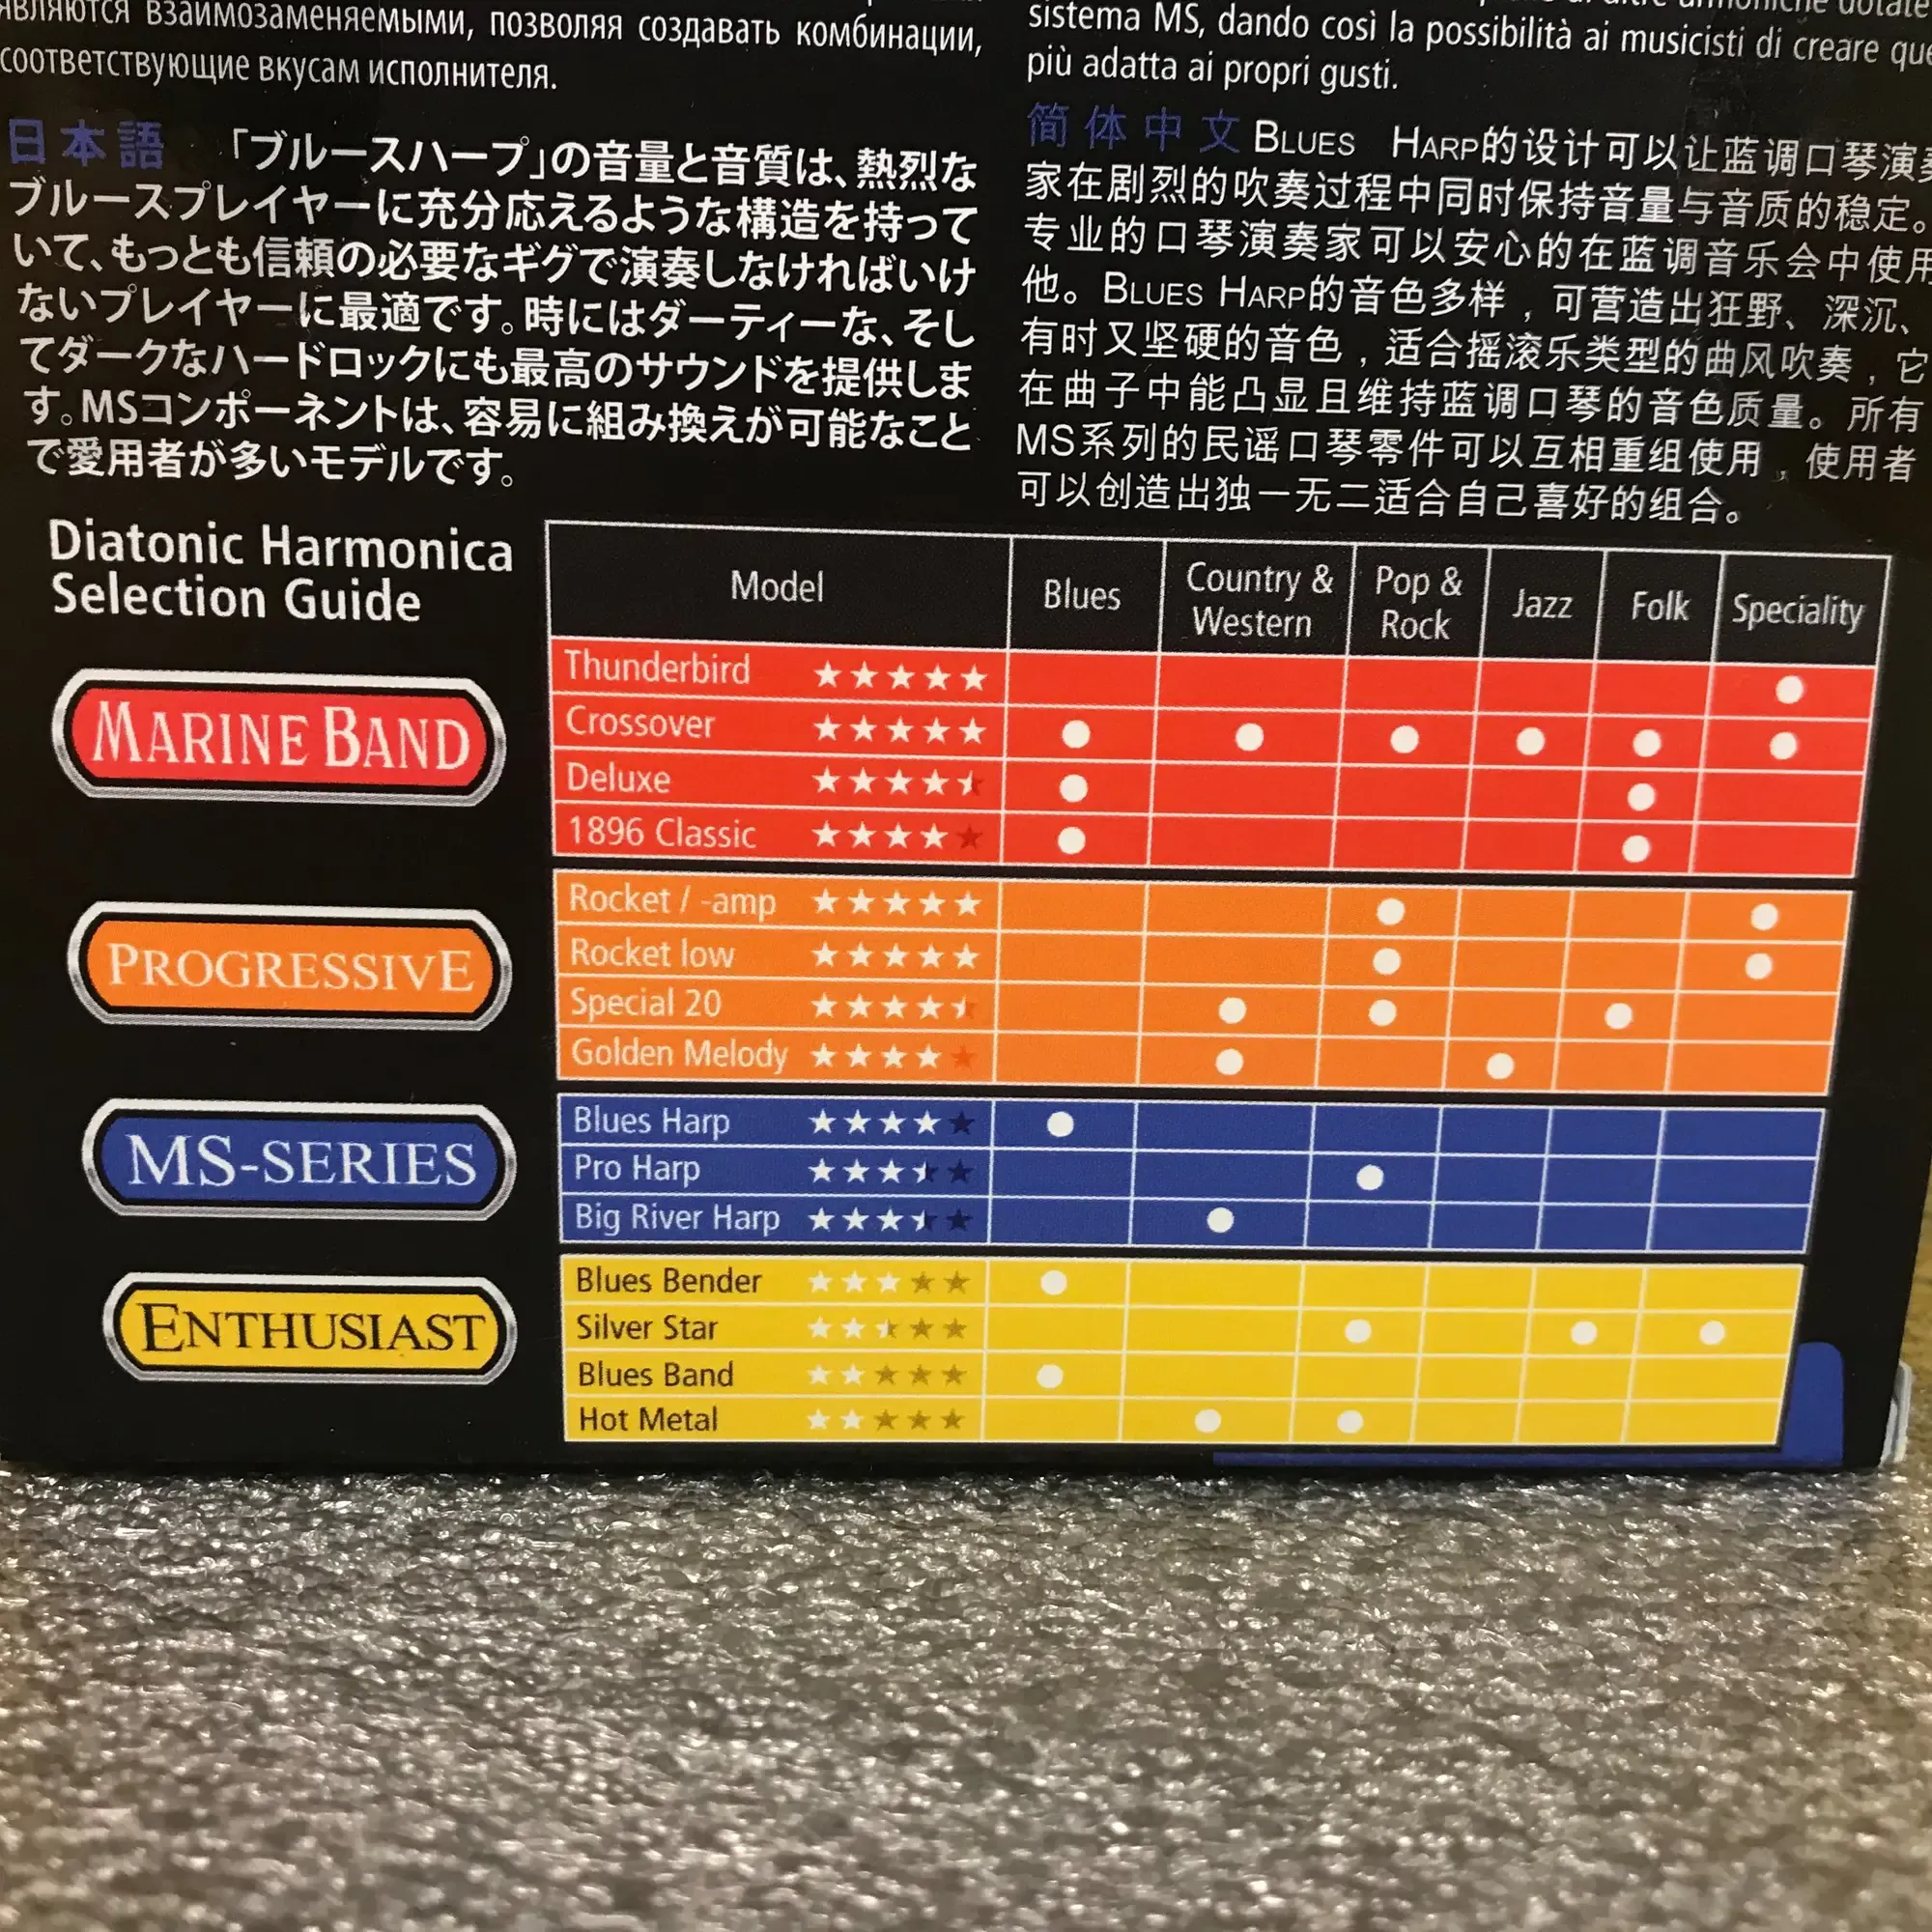 являются взаимозаменяемыми, позволяя создавать комбинации,
соответствующие вкусам исполнителя.
日本語 「ブルースハープ」の音量と音質は、熱烈な
ブルースプレイヤーに充分応えるような構造を持って
いて、もっとも信頼の必要なギグで演奏しなければいけ
ないプレイヤーに最適です。時にはダーティーな、そし
てダークなハードロックにも最高のサウンドを提供しま
す。MSコンポーネントは、容易に組み換えが可能なこと
で愛用者が多いモデルです。
di altre armoniche dotate
sistema MS, dando così la possibilità ai musicisti di creare
più adatta ai propri gusti.
简体中文 BLUES HARP的设计可以让蓝调口琴演奏
家在剧烈的吹奏过程中同时保持音量与音质的稳定。
专业的口琴演奏家可以安心的在蓝调音乐会中使用
他。BLUES HARP的音色多样，可营造出狂野、深沉、
有时又坚硬的音色，适合摇滚乐类型的曲风吹奏，它
在曲子中能凸显且维持蓝调口琴的音色质量。所有
MS系列的民谣口琴零件可以互相重组使用，使用者
可以创造出独一无二适合自己喜好的组合。
Diatonic Harmonica
Selection Guide
Model Blues Country & Western Pop & Rock Jazz Folk Speciality
MARINE BAND
Thunderbird ★★★★★
Crossover ★★★★★
Deluxe ★★★★⯨
1896 Classic ★★★★★
PROGRESSIVE
Rocket / -amp ★★★★★
Rocket low ★★★★★
Special 20 ★★★★⯨
Golden Melody ★★★★★
MS-SERIES
Blues Harp ★★★★★
Pro Harp ★★★⯨★
Big River Harp ★★★⯨★
ENTHUSIAST
Blues Bender ★★★★★
Silver Star ★★⯨★★
Blues Band ★★★★★
Hot Metal ★★★★★